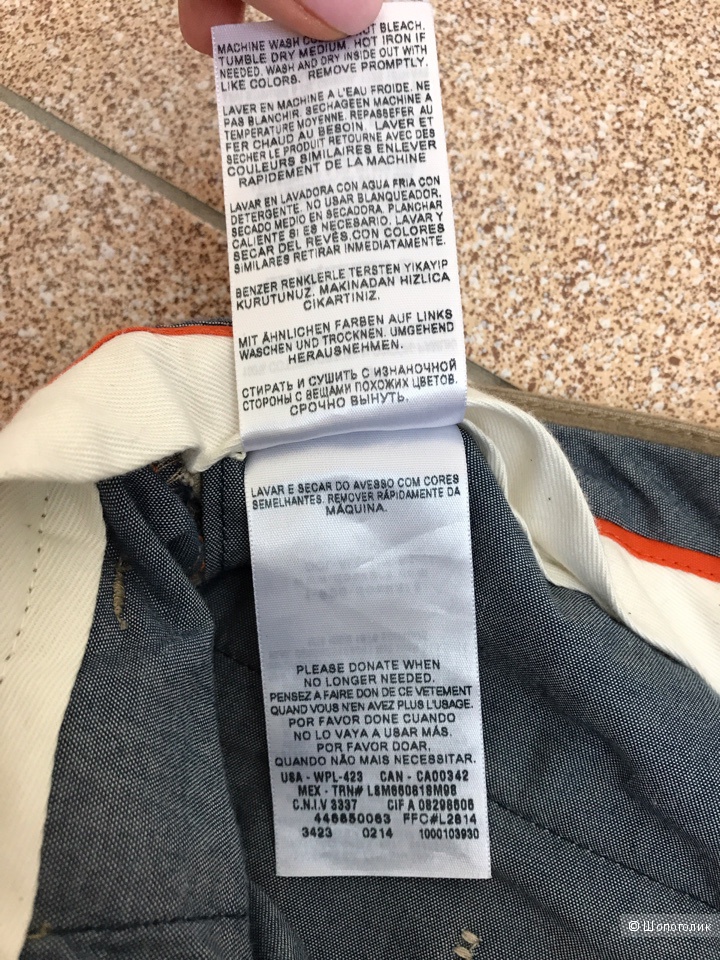 MACHINE WASH BLEACH.
TUMBLE DRY MEDIUM. HOT IRON IF
NEEDED. WASH AND DRY INSIDE OUT WITH
LIKE COLORS. REMOVE PROMPTLY.
LAVER EN MACHINE A L'EAU FROIDE. NE
PAS BLANCHIR. SECHAGEEN MACHINE A
TEMPERATURE MOYENNE. REPASSEFER AU
FER CHAUD AU BESOIN. LAVER ET
SECHER LE PRODUIT RETOURNE AVEC DES
COULEURS SIMILAIRES ENLEVER
RAPIDEMENT DE LA MACHINE
LAVAR EN LAVADORA CON AGUA FRIA CON
DETERGENTE. NO USAR BLANQUEADOR.
SECADO MEDIO EN SECADORA. PLANCHAR
CALIENTE SI ES NECESARIO. LAVAR Y
SECAR DEL REVÉS,CON COLORES
SIMILARES RETIRAR INMEDIATAMENTE.
BENZER RENKLERLE TERSTEN YIKAYIP
KURUTUNUZ. MAKINADAN HIZLICA
CIKARTINIZ.
MIT ÄHNLICHEN FARBEN AUF LINKS
WASCHEN UND TROCKNEN. UMGEHEND
HERAUSNEHMEN.
СТИРАТЬ И СУШИТЬ С ИЗНАНОЧНОЙ
СТОРОНЫ С ВЕЩАМИ ПОХОЖИХ ЦВЕТОВ.
СРОЧНО ВЫНУТЬ.
LAVAR E SECAR DO AVESSO COM CORES
SEMELHANTES. REMOVER RÁPIDAMENTE DA
MÁQUINA.
PLEASE DONATE WHEN
NO LONGER NEEDED.
PENSEZ A FAIRE DON DE CE VETEMENT
QUAND VOUS N'EN AVEZ PLUS L'USAGE.
POR FAVOR DONE CUANDO
NO LO VAYA A USAR MÁS.
POR FAVOR DOAR,
QUANDO NÃO MAIS NECESSITAR.
USA - WPL-423 CAN - CA00342
MEX - TRN# LSM660819M98
C.N.I.V 3337 CIF A 08298606
446850063 FFC#L2814
3423 0214 1000103930
© Шопоголик